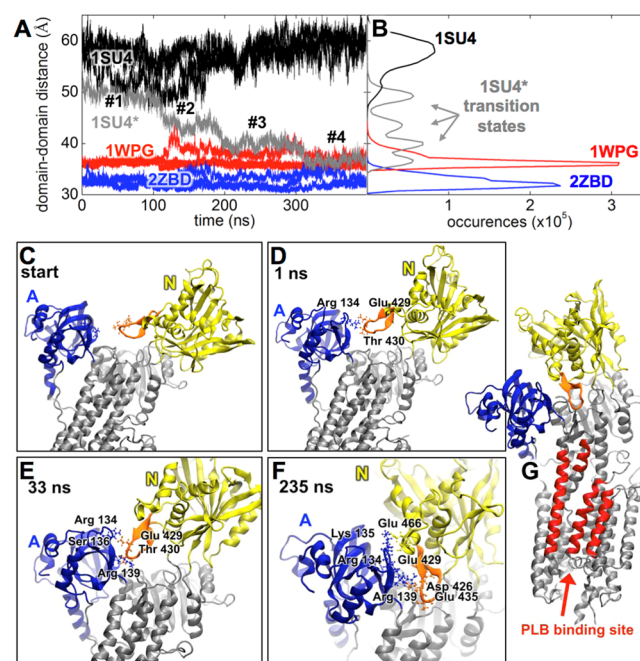 A
B
domain-domain distance (Å)
60
50
40
30
1SU4
#1
#2
1SU4*
#3
1WPG
#4
2ZBD
0
100
200
300
time (ns)
1SU4
1SU4*
transition
states
1WPG
2ZBD
1
2
3
occurences (x10⁵)
C
start
N
A
D
1 ns
N
A
Arg 134
Glu 429
Thr 430
E
33 ns
N
A
Arg 134
Ser 136
Glu 429
Thr 430
Arg 139
F
235 ns
N
A
Glu 466
Lys 135
Arg 134
Glu 429
Arg 139
Asp 426
Glu 435
G
PLB binding site